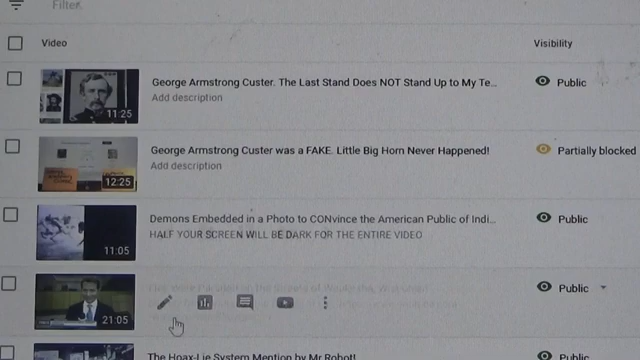 Filter
Video
Visibility
George Armstrong Custer. The Last Stand Does NOT Stand Up to My Te...
Add description
11:25
Public
George Armstrong Custer was a FAKE. Little Big Horn Never Happened!
Add description
12:25
Partially blocked
Demons Embedded in a Photo to CONvince the American Public of Indi...
HALF YOUR SCREEN WILL BE DARK FOR THE ENTIRE VIDEO
11:05
Public
21:05
Public
The Hoax-Lie System Mention by Mr Robot!
Public